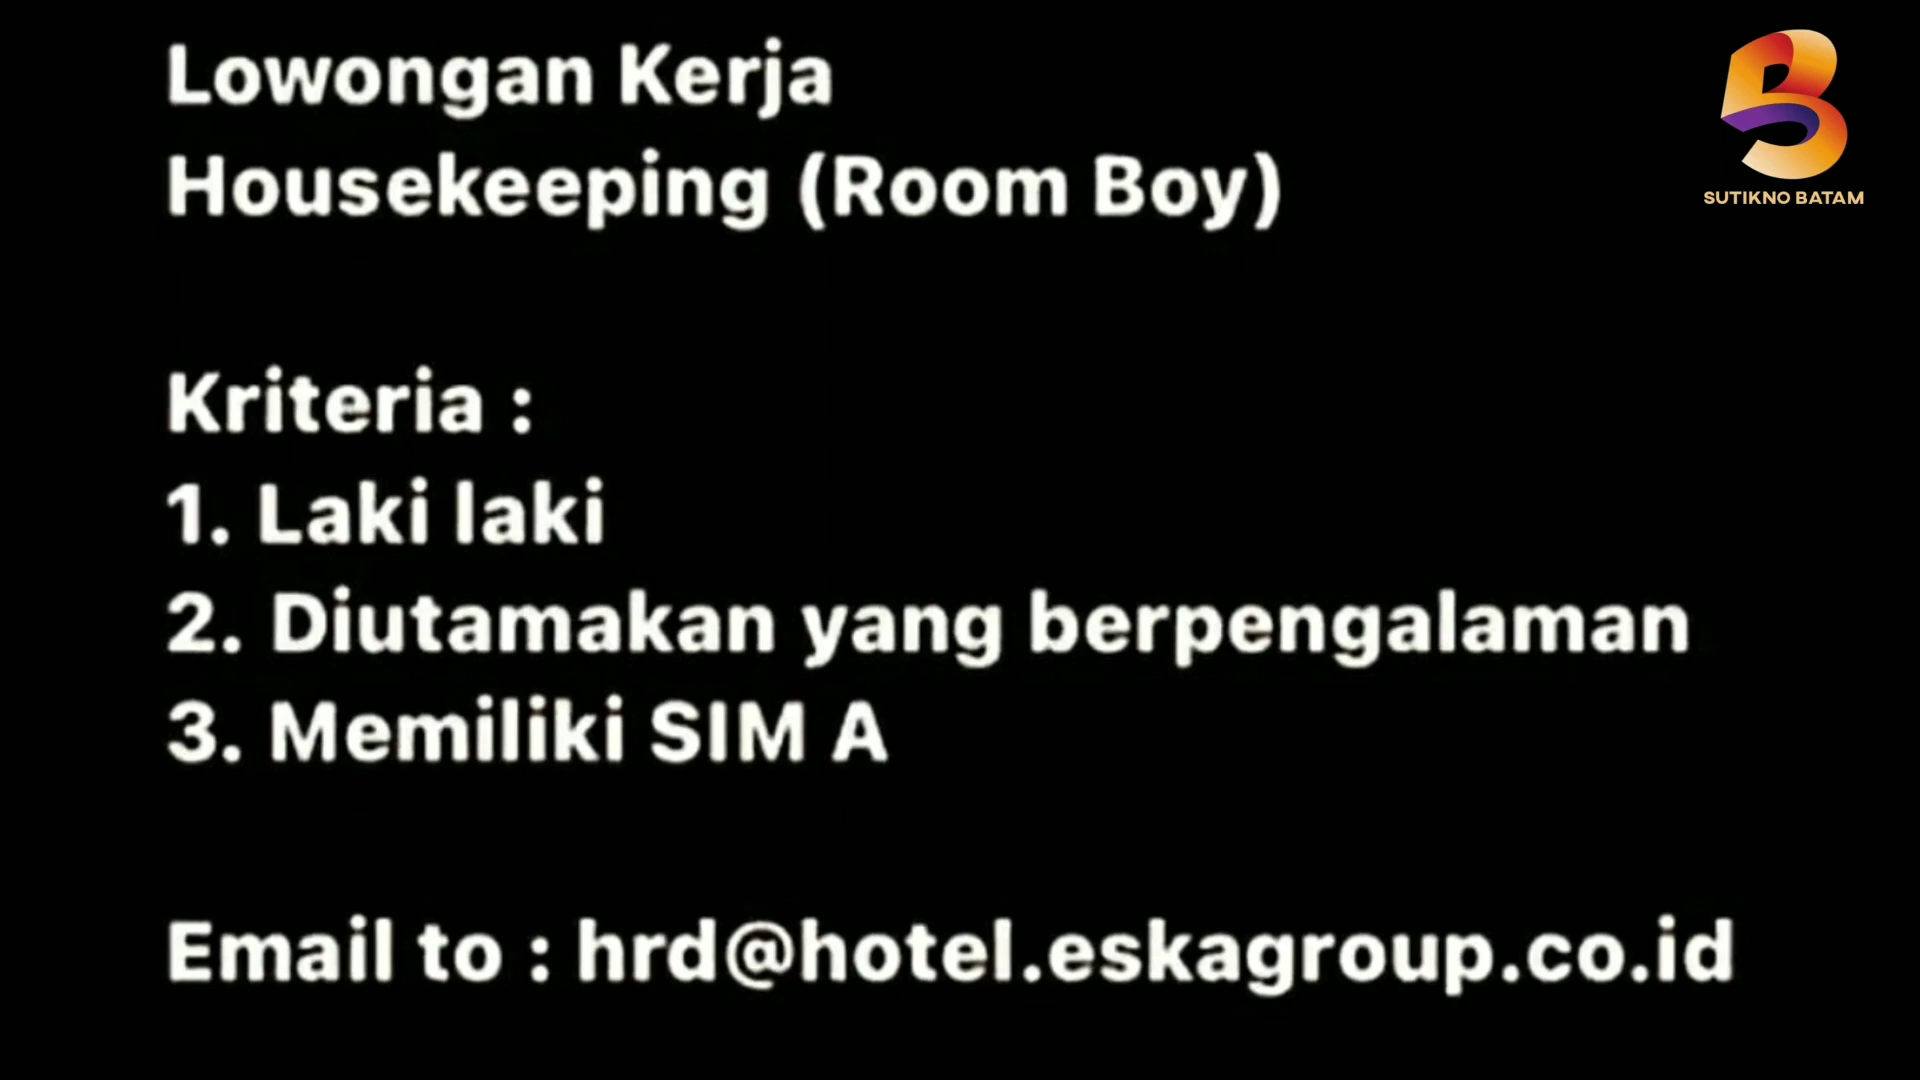 Lowongan Kerja
Housekeeping (Room Boy)
Kriteria :
1. Laki laki
2. Diutamakan yang berpengalaman
3. Memiliki SIM A
Email to : hrd@hotel.eskagroup.co.id
SUTIKNO BATAM